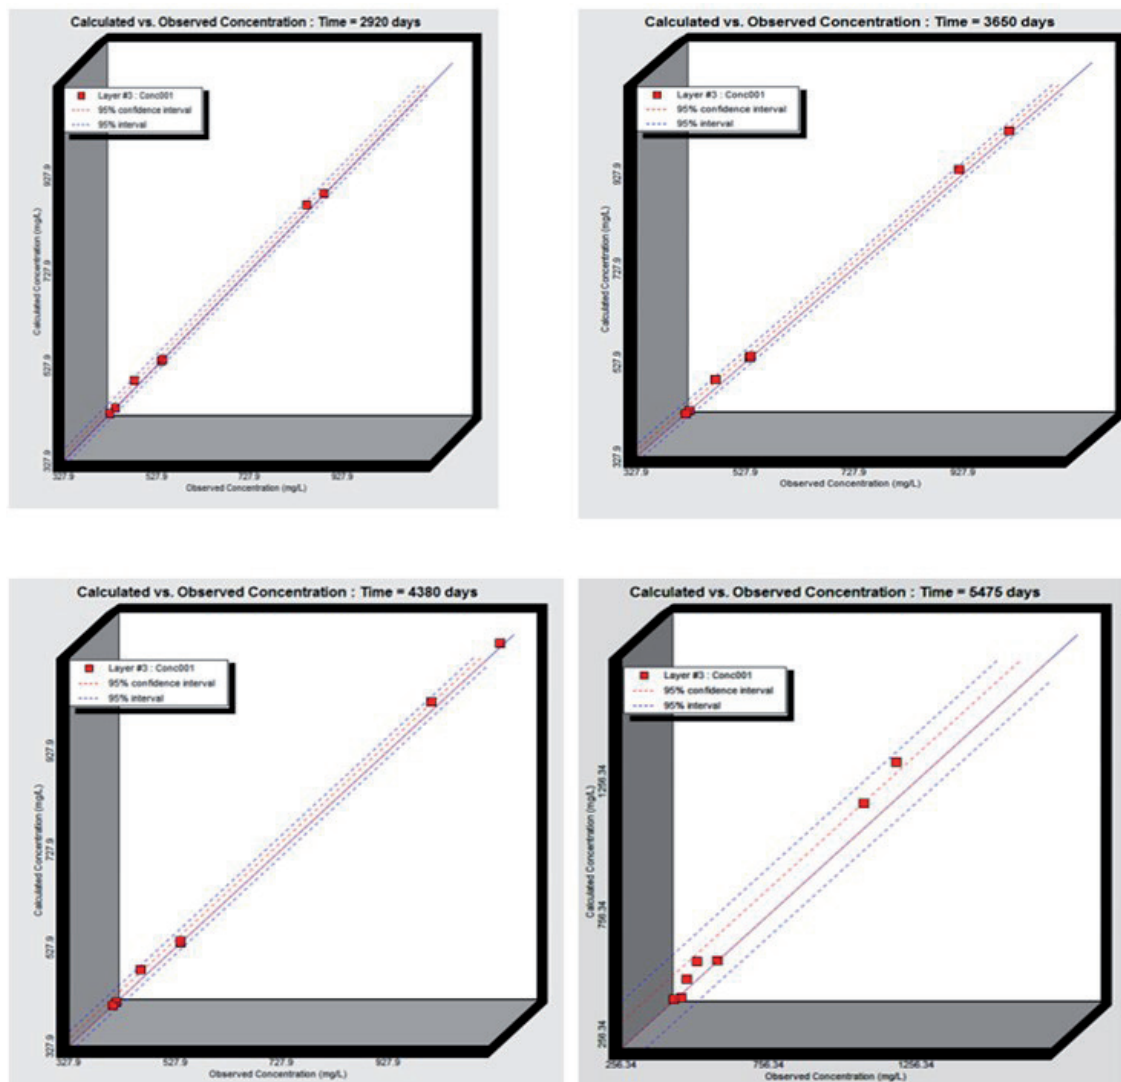 Calculated vs. Observed Concentration : Time = 2920 days
Layer #3 : Conc001
95% confidence interval
95% interval
Calculated Concentration (mg/L)
327.9 527.9 727.9 927.9
327.9 527.9 727.9 927.9
Observed Concentration (mg/L)
Calculated vs. Observed Concentration : Time = 3650 days
Layer #3 : Conc001
95% confidence interval
95% interval
Calculated Concentration (mg/L)
327.9 527.9 727.9 927.9
327.9 527.9 727.9 927.9
Observed Concentration (mg/L)
Calculated vs. Observed Concentration : Time = 4380 days
Layer #3 : Conc001
95% confidence interval
95% interval
Calculated Concentration (mg/L)
327.9 527.9 727.9 927.9
327.9 527.9 727.9 927.9
Observed Concentration (mg/L)
Calculated vs. Observed Concentration : Time = 5475 days
Layer #3 : Conc001
95% confidence interval
95% interval
Calculated Concentration (mg/L)
256.34 756.34 1256.34
256.34 756.34 1256.34
Observed Concentration (mg/L)